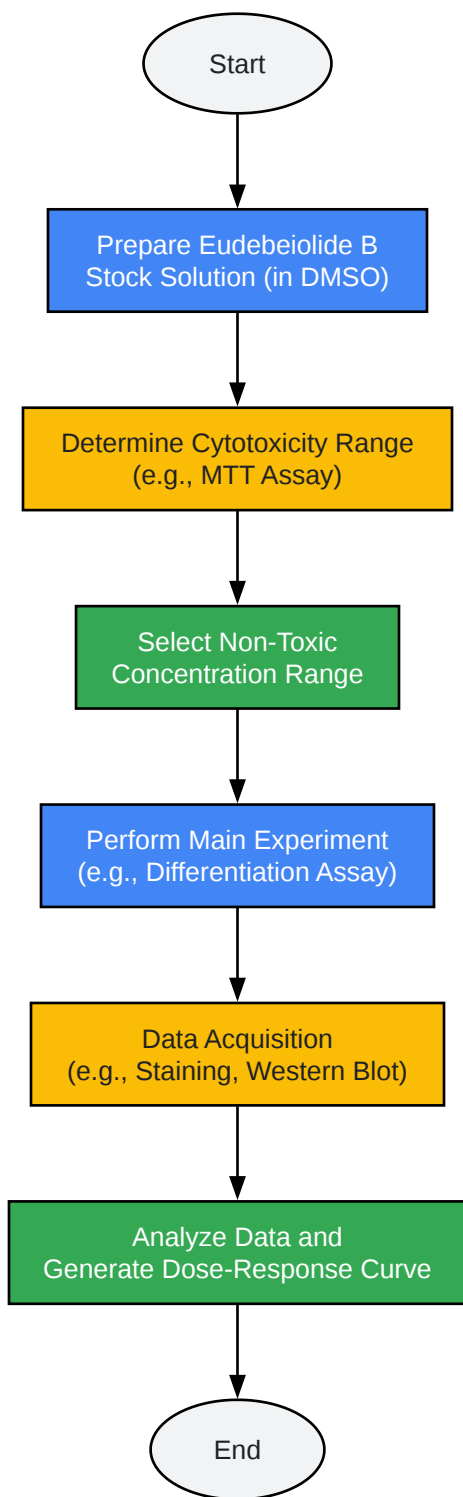 Start
Prepare Eudebeiolide B
Stock Solution (in DMSO)
Determine Cytotoxicity Range
(e.g., MTT Assay)
Select Non-Toxic
Concentration Range
Perform Main Experiment
(e.g., Differentiation Assay)
Data Acquisition
(e.g., Staining, Western Blot)
Analyze Data and
Generate Dose-Response Curve
End